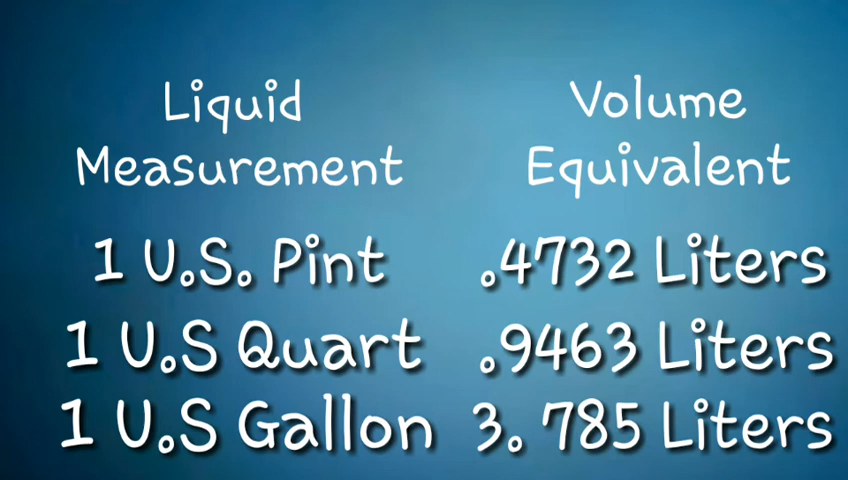 Liquid Measurement
Volume Equivalent
1 U.S. Pint .4732 Liters
1 U.S Quart .9463 Liters
1 U.S Gallon 3. 785 Liters